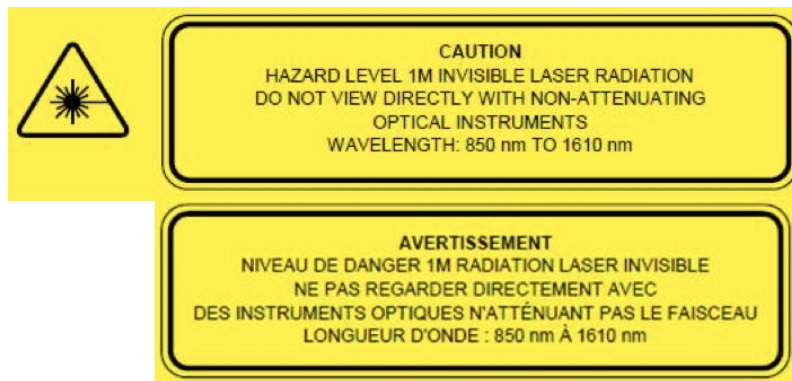 CAUTION
HAZARD LEVEL 1M INVISIBLE LASER RADIATION
DO NOT VIEW DIRECTLY WITH NON-ATTENUATING
OPTICAL INSTRUMENTS
WAVELENGTH: 850 nm TO 1610 nm
AVERTISSEMENT
NIVEAU DE DANGER 1M RADIATION LASER INVISIBLE
NE PAS REGARDER DIRECTEMENT AVEC
DES INSTRUMENTS OPTIQUES N'ATTÉNUANT PAS LE FAISCEAU
LONGUEUR D'ONDE : 850 nm À 1610 nm